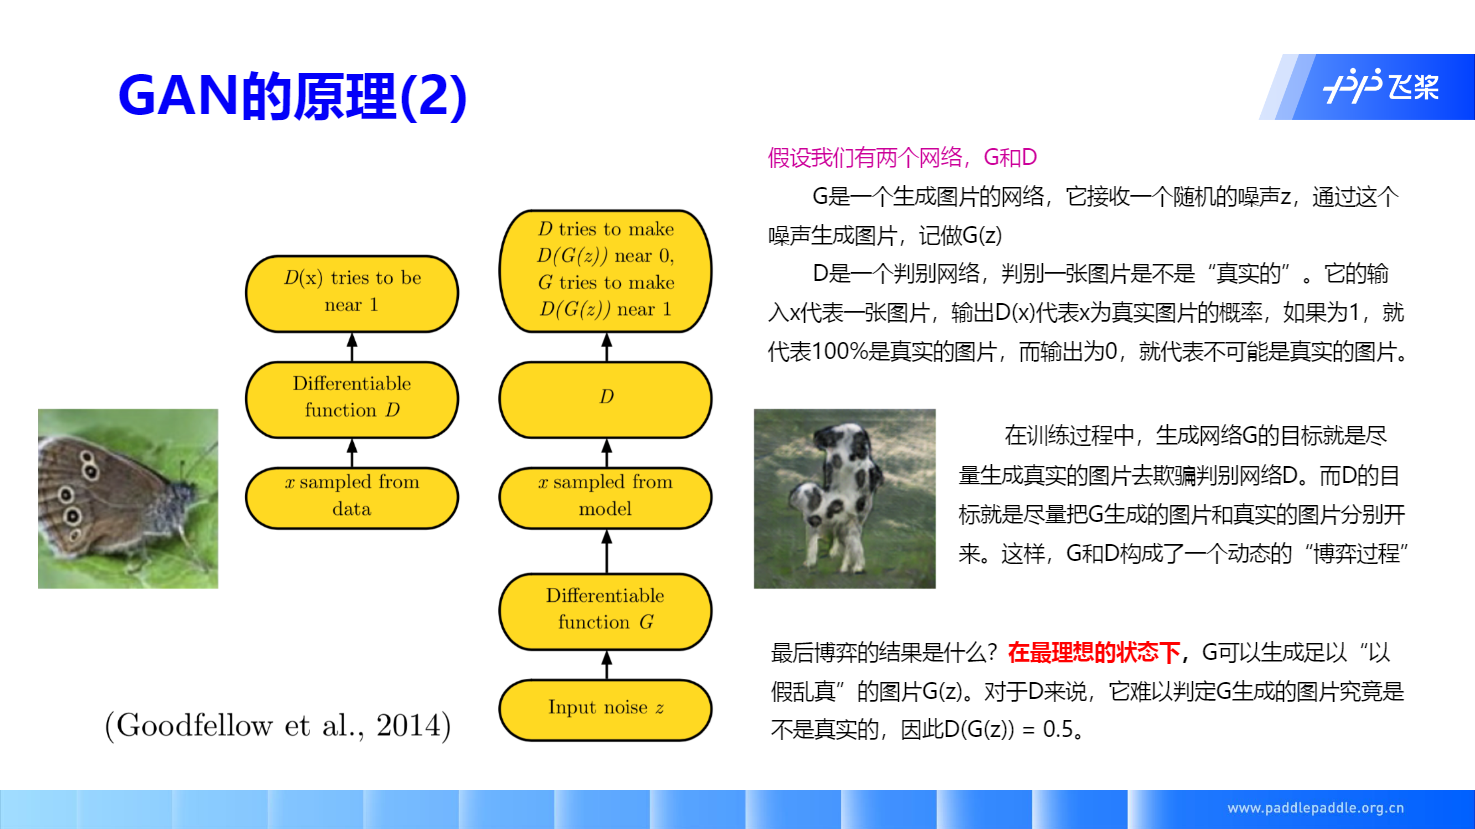 GAN的原理(2)
飞桨
D(x) tries to be
near 1
Differentiable
function D
x sampled from
data
(Goodfellow et al., 2014)
D tries to make
D(G(z)) near 0,
G tries to make
D(G(z)) near 1
D
x sampled from
model
Differentiable
function G
Input noise z
假设我们有两个网络，G和D
G是一个生成图片的网络，它接收一个随机的噪声z，通过这个
噪声生成图片，记做G(z)
D是一个判别网络，判别一张图片是不是“真实的”。它的输
入x代表一张图片，输出D(x)代表x为真实图片的概率，如果为1，就
代表100%是真实的图片，而输出为0，就代表不可能是真实的图片。
在训练过程中，生成网络G的目标就是尽
量生成真实的图片去欺骗判别网络D。而D的目
标就是尽量把G生成的图片和真实的图片分别开
来。这样，G和D构成了一个动态的“博弈过程”
最后博弈的结果是什么？在最理想的状态下，G可以生成足以“以
假乱真”的图片G(z)。对于D来说，它难以判定G生成的图片究竟是
不是真实的，因此D(G(z)) = 0.5。
www.paddlepaddle.org.cn